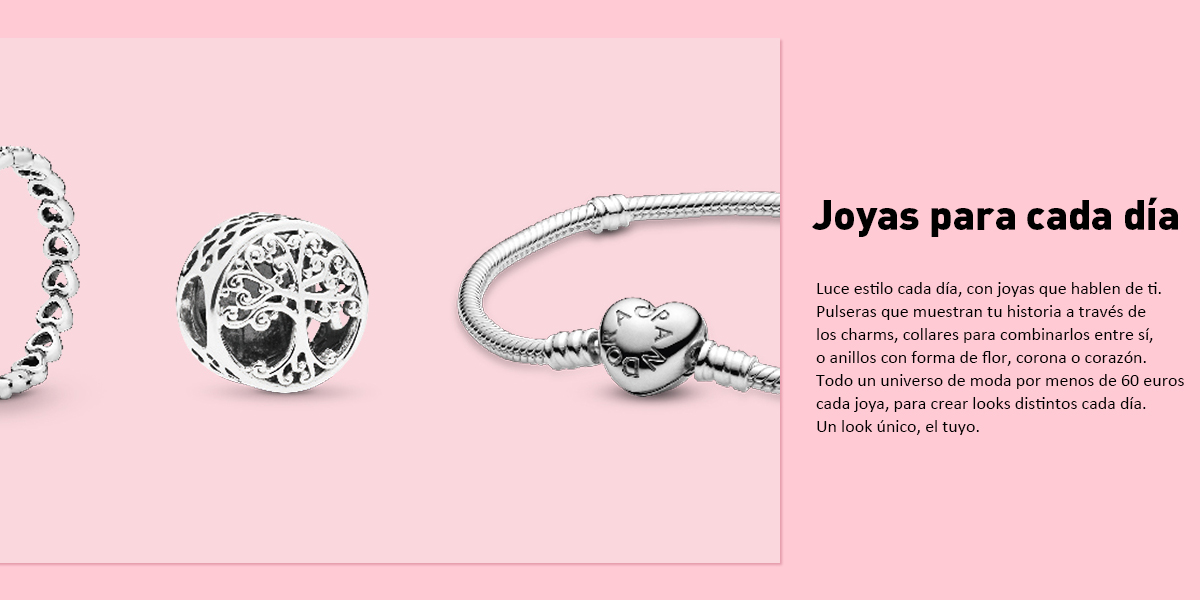 PANDORA
Joyas para cada día
Luce estilo cada día, con joyas que hablen de ti.
Pulseras que muestran tu historia a través de
los charms, collares para combinarlos entre sí,
o anillos con forma de flor, corona o corazón.
Todo un universo de moda por menos de 60 euros
cada joya, para crear looks distintos cada día.
Un look único, el tuyo.